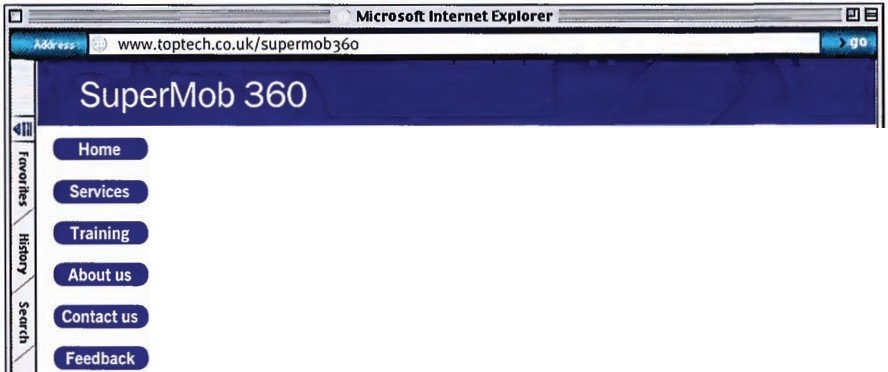 Microsoft Internet Explorer
Address: www.toptech.co.uk/supermob360 > go
SuperMob 360
Home
Services
Training
About us
Contact us
Feedback
Favorites
History
Search